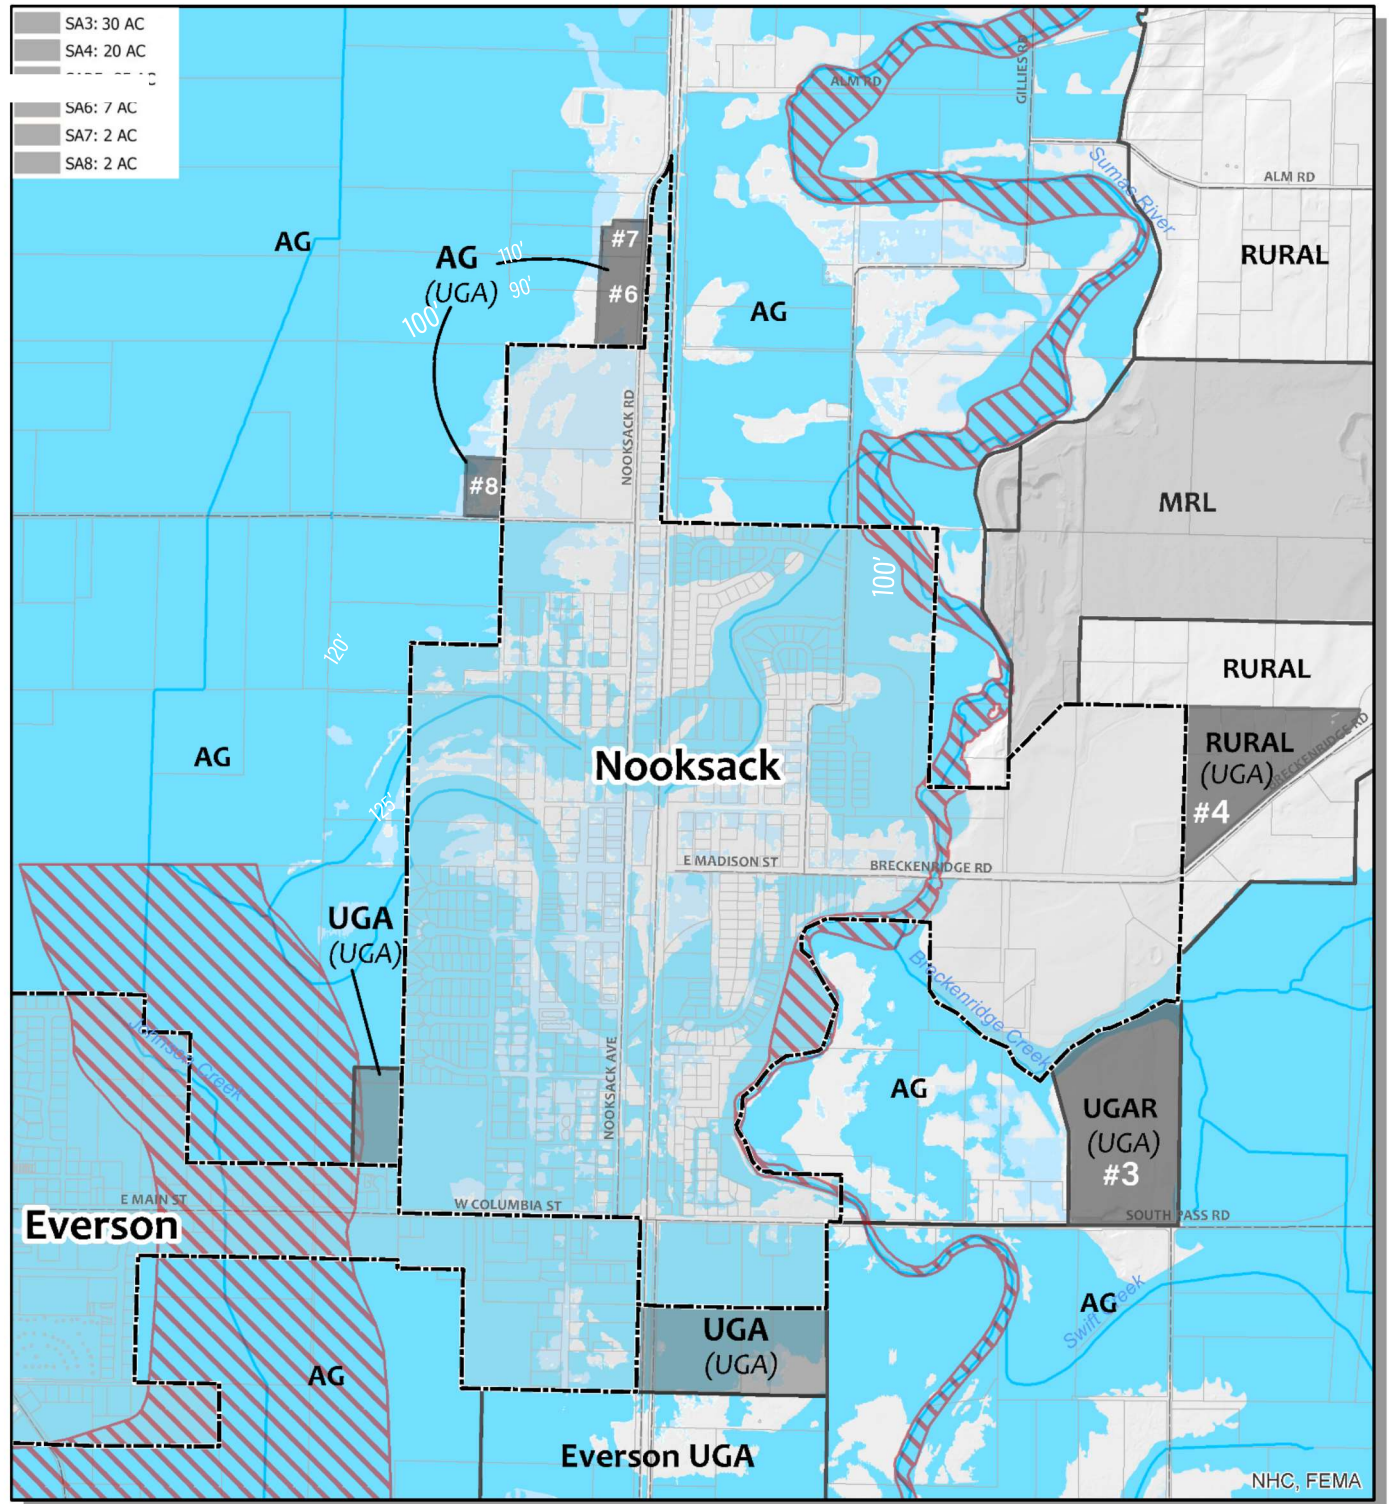 SA3: 30 AC
SA4: 20 AC
SA6: 7 AC
SA7: 2 AC
SA8: 2 AC
ALM RD
GILLIES RD
Sumas River
ALM RD
RURAL
AG
AG
(UGA)
110'
90'
100'
#7
#6
AG
NOOKSACK RD
#8
MRL
100'
120'
RURAL
AG
Nooksack
RURAL
(UGA)
BRECKENRIDGE RD
#4
125'
E MADISON ST
BRECKENRIDGE RD
UGA
(UGA)
Breckenridge Creek
Johnson Creek
NOOKSACK AVE
AG
UGAR
(UGA)
#3
E MAIN ST
W COLUMBIA ST
SOUTH PASS RD
Everson
AG
Swift Creek
UGA
(UGA)
AG
Everson UGA
NHC, FEMA